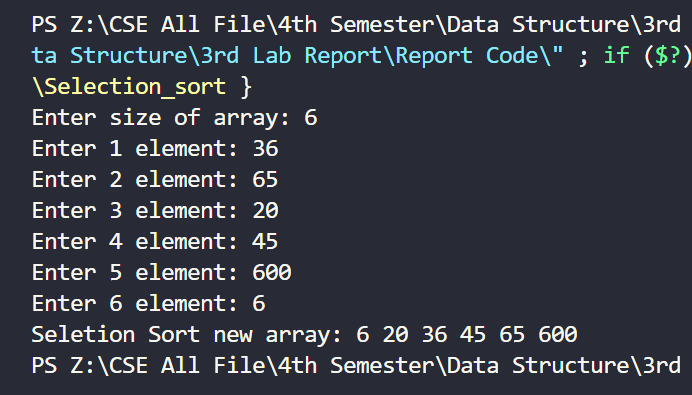 PS Z:\CSE All File\4th Semester\Data Structure\3rd
ta Structure\3rd Lab Report\Report Code\" ; if ($?)
\Selection_sort }
Enter size of array: 6
Enter 1 element: 36
Enter 2 element: 65
Enter 3 element: 20
Enter 4 element: 45
Enter 5 element: 600
Enter 6 element: 6
Seletion Sort new array: 6 20 36 45 65 600
PS Z:\CSE All File\4th Semester\Data Structure\3rd